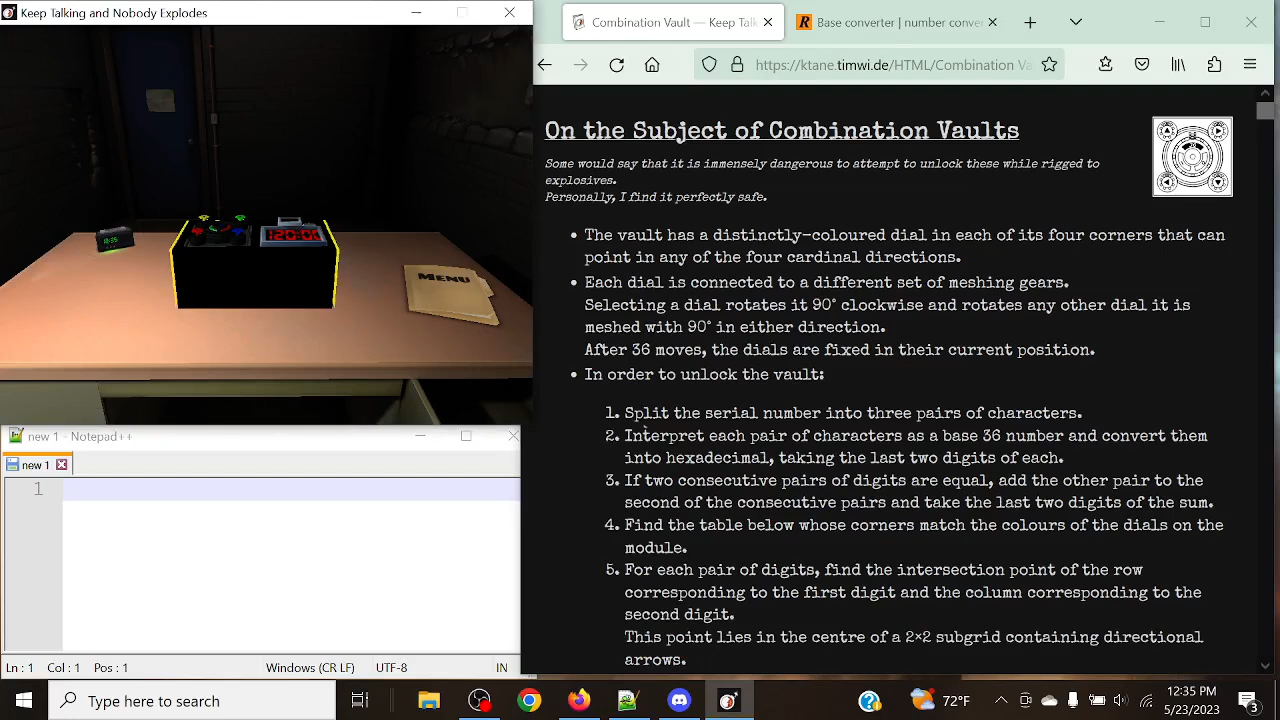 Keep Talking and Nobody Explodes
12:35
120:00
MENU
new 1 - Notepad++
new 1
1
Ln : 1 Col : 1 Pos : 1 Windows (CR LF) UTF-8 IN
Combination Vault — Keep Talk
Base converter | number conver
https://ktane.timwi.de/HTML/Combination Va
On the Subject of Combination Vaults
Some would say that it is immensely dangerous to attempt to unlock these while rigged to
explosives.
Personally, I find it perfectly safe.
• The vault has a distinctly-coloured dial in each of its four corners that can
point in any of the four cardinal directions.
• Each dial is connected to a different set of meshing gears.
Selecting a dial rotates it 90° clockwise and rotates any other dial it is
meshed with 90° in either direction.
After 36 moves, the dials are fixed in their current position.
• In order to unlock the vault:
1. Split the serial number into three pairs of characters.
2. Interpret each pair of characters as a base 36 number and convert them
into hexadecimal, taking the last two digits of each.
3. If two consecutive pairs of digits are equal, add the other pair to the
second of the consecutive pairs and take the last two digits of the sum.
4. Find the table below whose corners match the colours of the dials on the
module.
5. For each pair of digits, find the intersection point of the row
corresponding to the first digit and the column corresponding to the
second digit.
This point lies in the centre of a 2×2 subgrid containing directional
arrows.
Type here to search
72°F
12:35 PM
5/23/2023
3